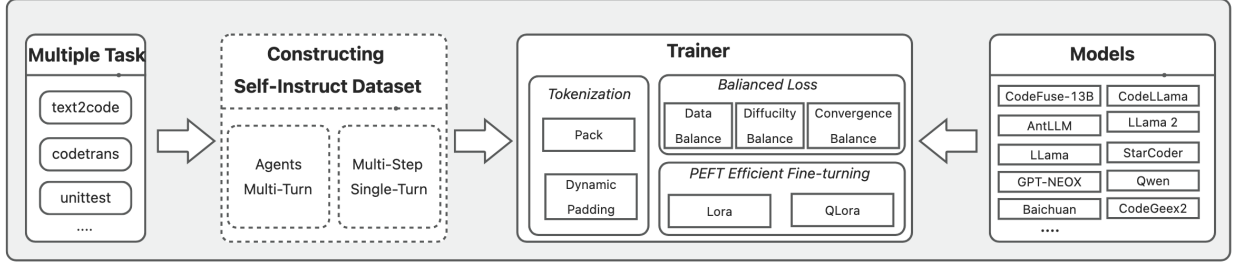 Multiple Task
text2code
codetrans
unittest
....
Constructing
Self-Instruct Dataset
Agents
Multi-Turn
Multi-Step
Single-Turn
Trainer
Tokenization
Pack
Dynamic
Padding
Balianced Loss
Data
Balance
Diffucilty
Balance
Convergence
Balance
PEFT Efficient Fine-turning
Lora
QLora
Models
CodeFuse-13B
CodeLLama
AntLLM
LLama 2
LLama
StarCoder
GPT-NEOX
Qwen
Baichuan
CodeGeex2
....